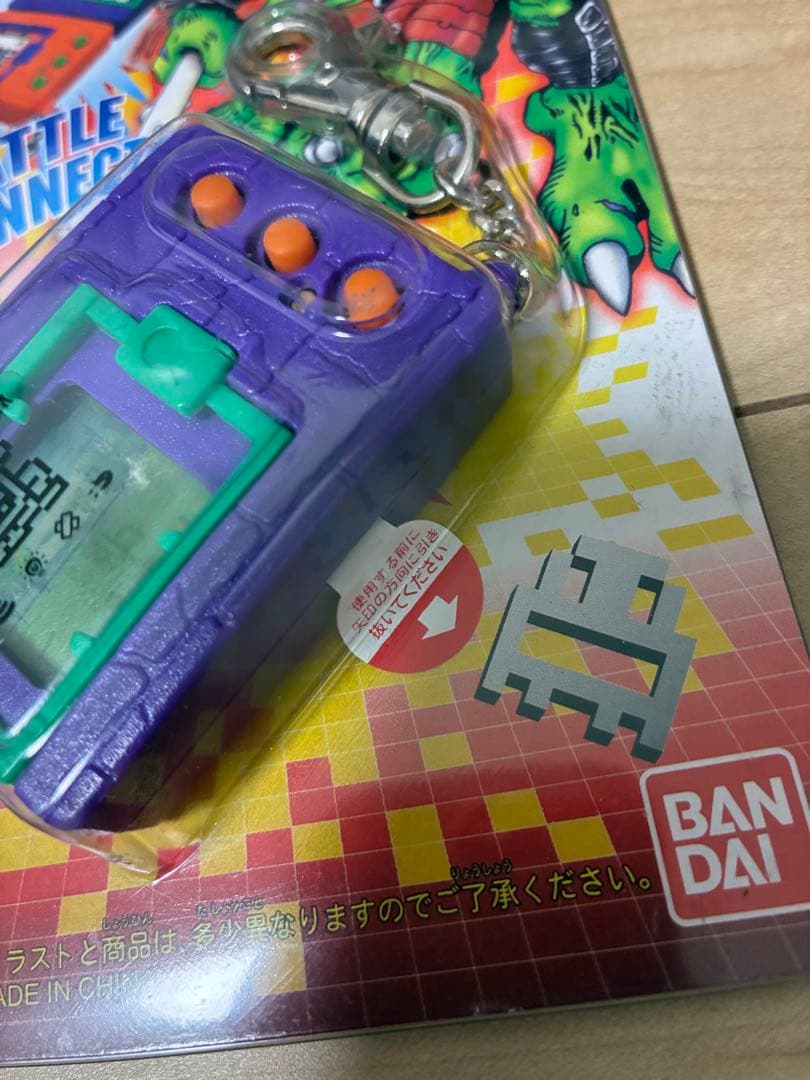 ATTLE
NNECT
使用する前に
矢印の方向に引き
抜いてください
BAN
DAI
ラストと商品は、多少異なりますのでご了承ください。
ADE IN CHIN